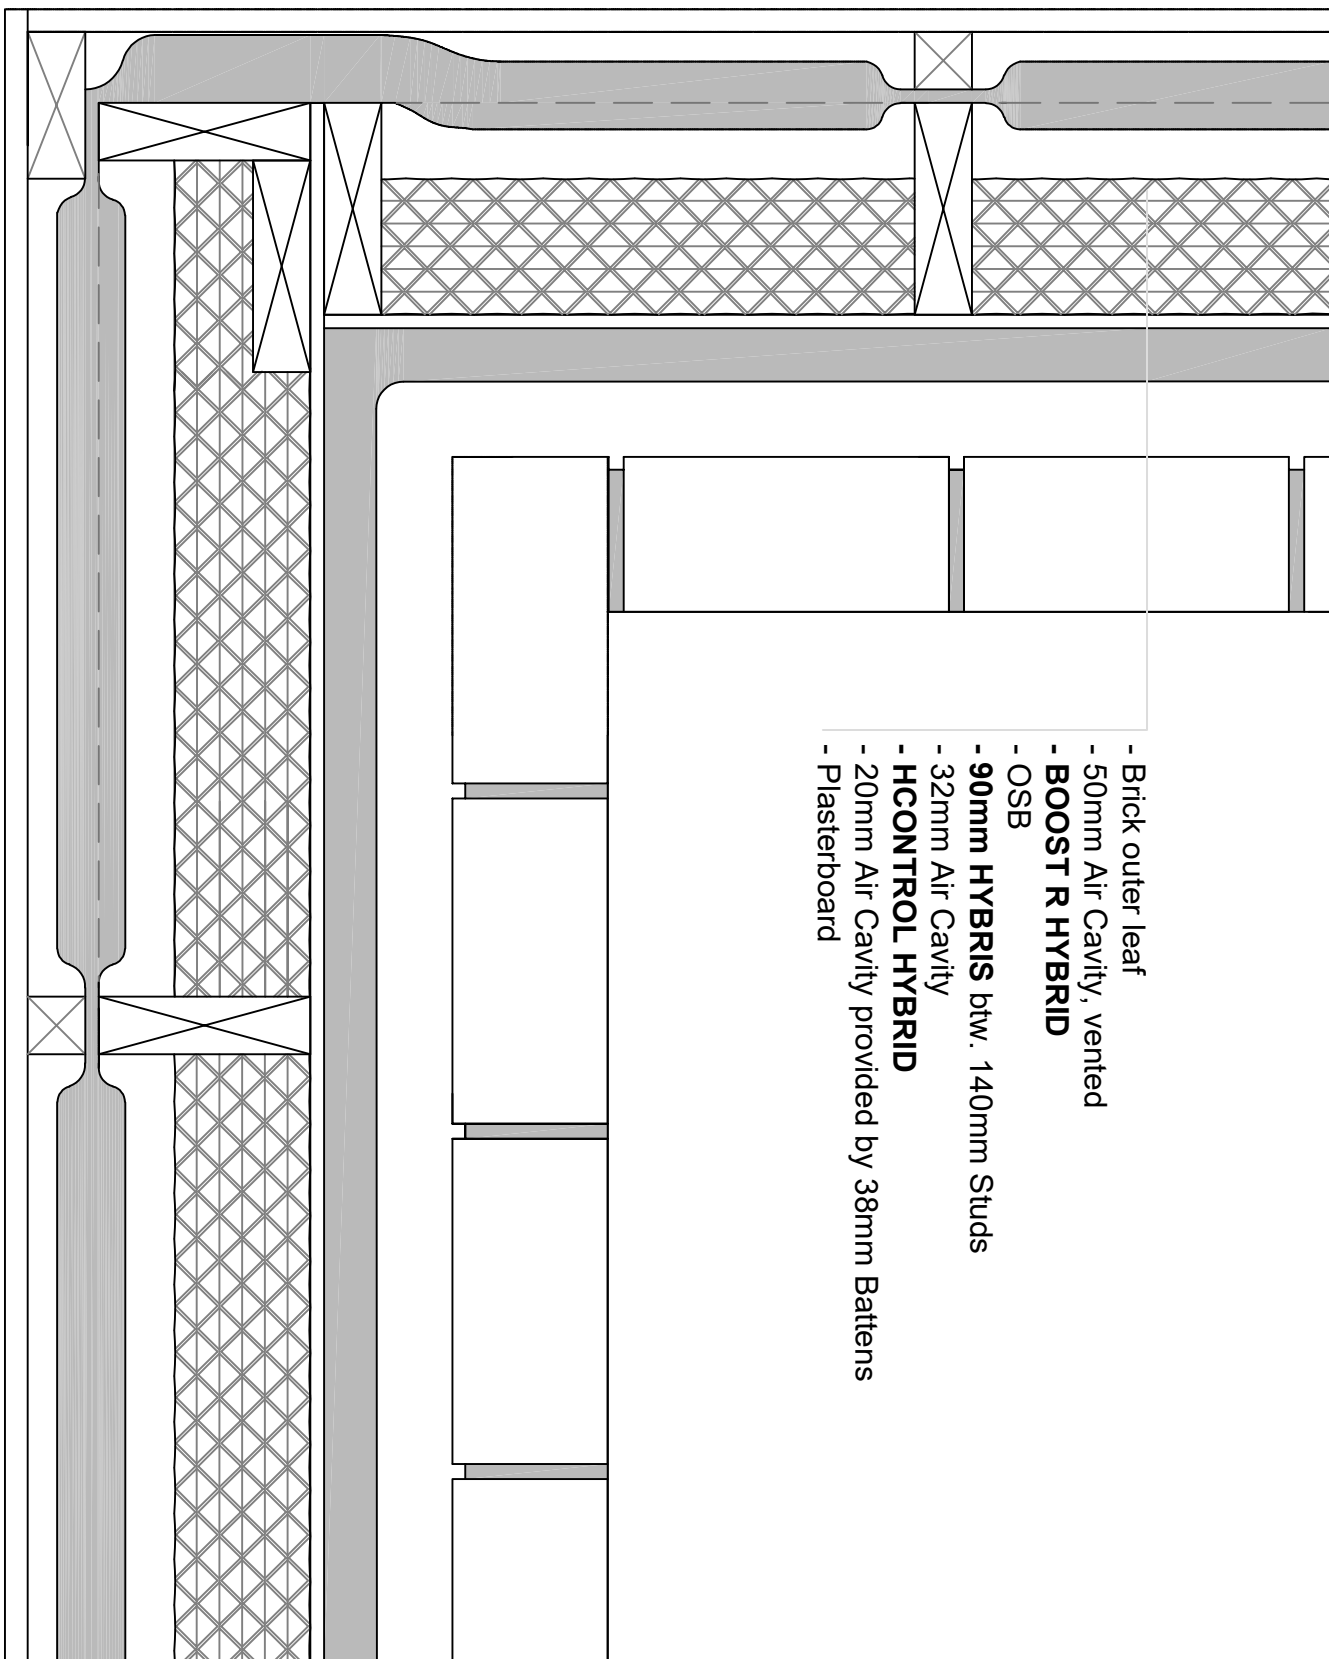 - Brick outer leaf
- 50mm Air Cavity, vented
- BOOST R HYBRID
- OSB
- 90mm HYBRIS btw. 140mm Studs
- 32mm Air Cavity
- HCONTROL HYBRID
- 20mm Air Cavity provided by 38mm Battens
- Plasterboard